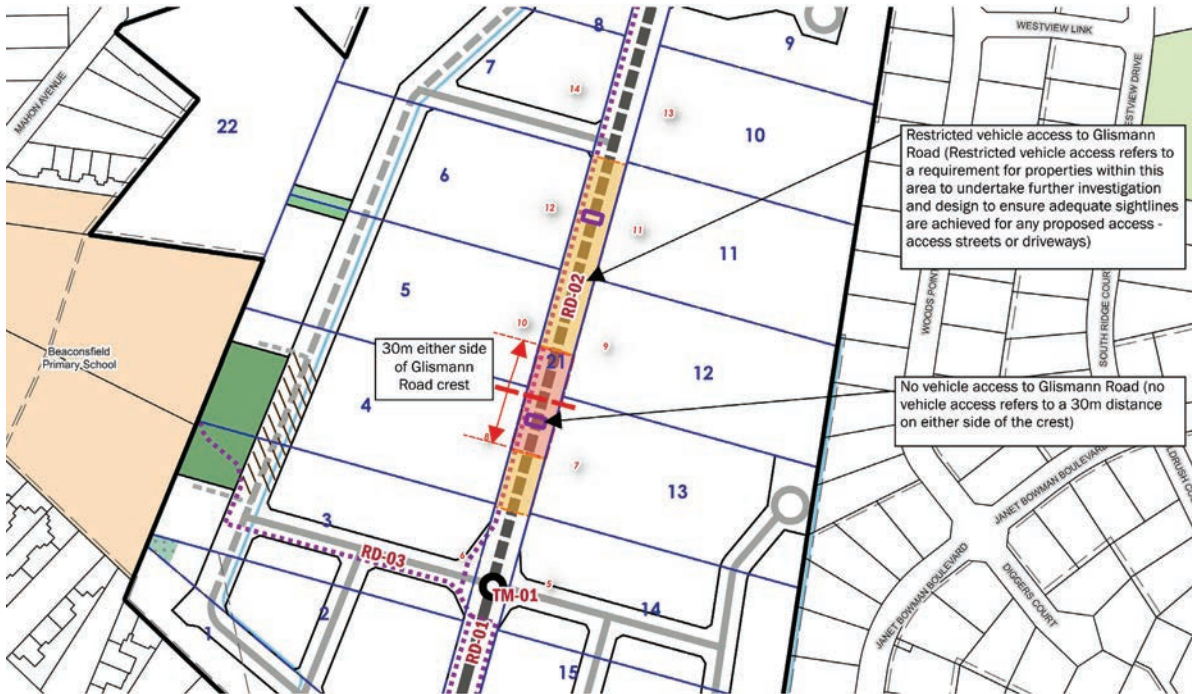 WESTVIEW LINK
MAHON AVENUE
WESTVIEW DRIVE
8
9
7
14
13
22
10
Restricted vehicle access to Glismann
Road (Restricted vehicle access refers to
a requirement for properties within this
area to undertake further investigation
and design to ensure adequate sightlines
are achieved for any proposed access -
access streets or driveways)
6
12
11
11
5
RD-02
WOODS POINT
SOUTH RIDGE COURT
10
9
21
12
Beaconsfield
Primary School
30m either side
of Glismann
Road crest
4
8
7
13
No vehicle access to Glismann Road (no
vehicle access refers to a 30m distance
on either side of the crest)
JANET BOWMAN BOULEVARD
3
RD-03
6
5
TM-01
14
2
1
RD-01
15
JANET BOWMAN BOULEVARD
DIGGERS COURT